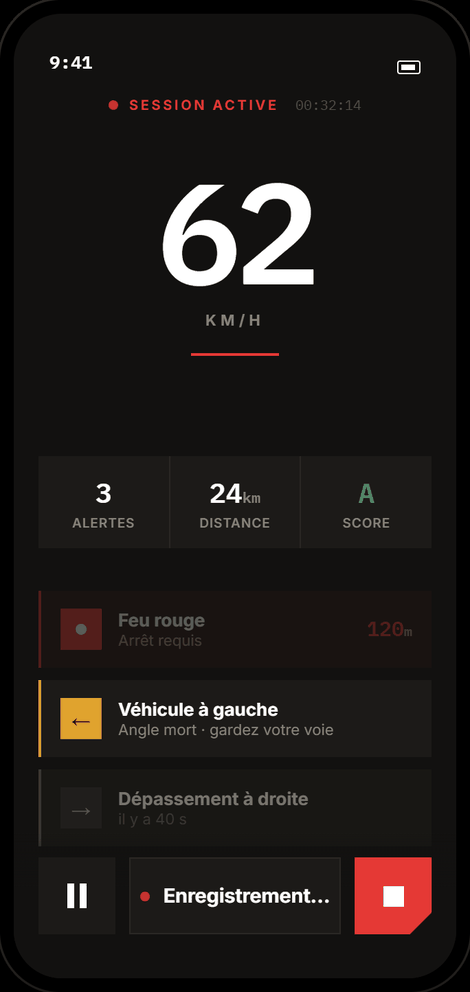 9:41
SESSION ACTIVE 00:32:14
62
KM/H
3 24km A
ALERTES DISTANCE SCORE
Feu rouge
Arrêt requis
120m
←
Véhicule à gauche
Angle mort · gardez votre voie
→
Dépassement à droite
il y a 40 s
Enregistrement...